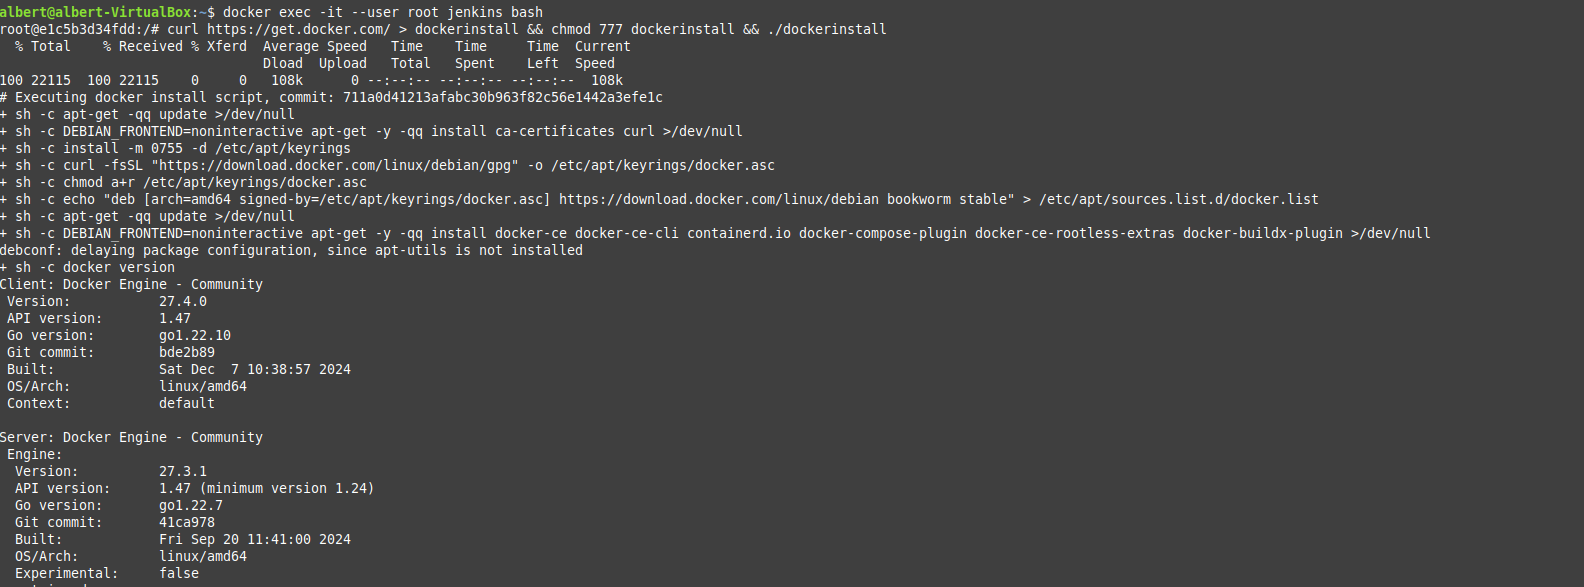 albert@albert-VirtualBox:~$ docker exec -it --user root jenkins bash
root@e1c5b3d34fdd:/# curl https://get.docker.com/ > dockerinstall && chmod 777 dockerinstall && ./dockerinstall
  % Total    % Received % Xferd  Average Speed   Time    Time     Time  Current
                                 Dload  Upload   Total   Spent    Left  Speed
100 22115  100 22115    0     0   108k      0 --:--:-- --:--:-- --:--:--  108k
# Executing docker install script, commit: 711a0d41213afabc30b963f82c56e1442a3efe1c
+ sh -c apt-get -qq update >/dev/null
+ sh -c DEBIAN_FRONTEND=noninteractive apt-get -y -qq install ca-certificates curl >/dev/null
+ sh -c install -m 0755 -d /etc/apt/keyrings
+ sh -c curl -fsSL "https://download.docker.com/linux/debian/gpg" -o /etc/apt/keyrings/docker.asc
+ sh -c chmod a+r /etc/apt/keyrings/docker.asc
+ sh -c echo "deb [arch=amd64 signed-by=/etc/apt/keyrings/docker.asc] https://download.docker.com/linux/debian bookworm stable" > /etc/apt/sources.list.d/docker.list
+ sh -c apt-get -qq update >/dev/null
+ sh -c DEBIAN_FRONTEND=noninteractive apt-get -y -qq install docker-ce docker-ce-cli containerd.io docker-compose-plugin docker-ce-rootless-extras docker-buildx-plugin >/dev/null
debconf: delaying package configuration, since apt-utils is not installed
+ sh -c docker version
Client: Docker Engine - Community
 Version:           27.4.0
 API version:       1.47
 Go version:        go1.22.10
 Git commit:        bde2b89
 Built:             Sat Dec  7 10:38:57 2024
 OS/Arch:           linux/amd64
 Context:           default
Server: Docker Engine - Community
 Engine:
  Version:          27.3.1
  API version:      1.47 (minimum version 1.24)
  Go version:       go1.22.7
  Git commit:       41ca978
  Built:            Fri Sep 20 11:41:00 2024
  OS/Arch:          linux/amd64
  Experimental:     false